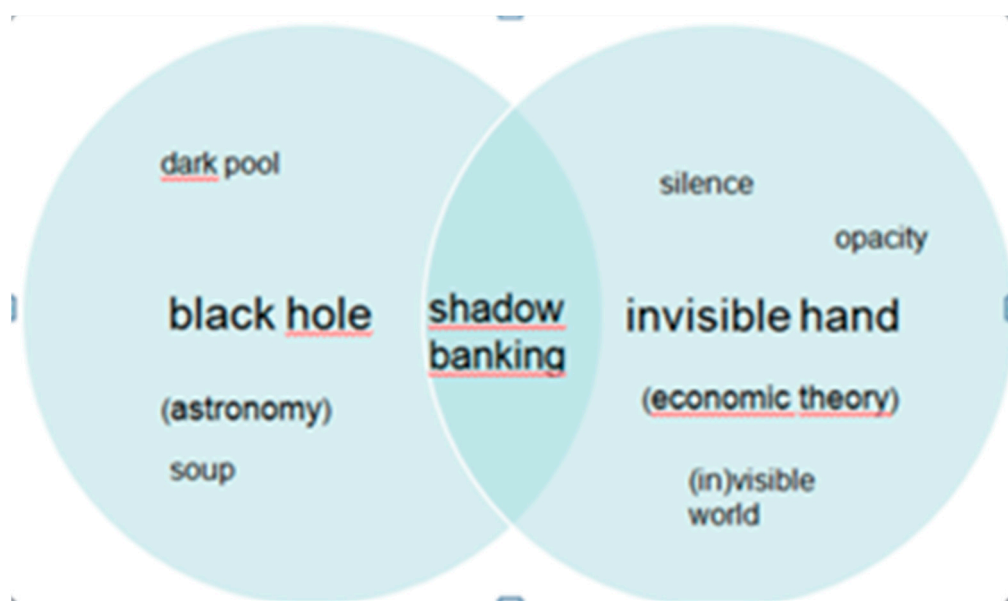 dark pool
black hole
(astronomy)
soup
shadow
banking
silence
opacity
invisible hand
(economic theory)
(in)visible
world